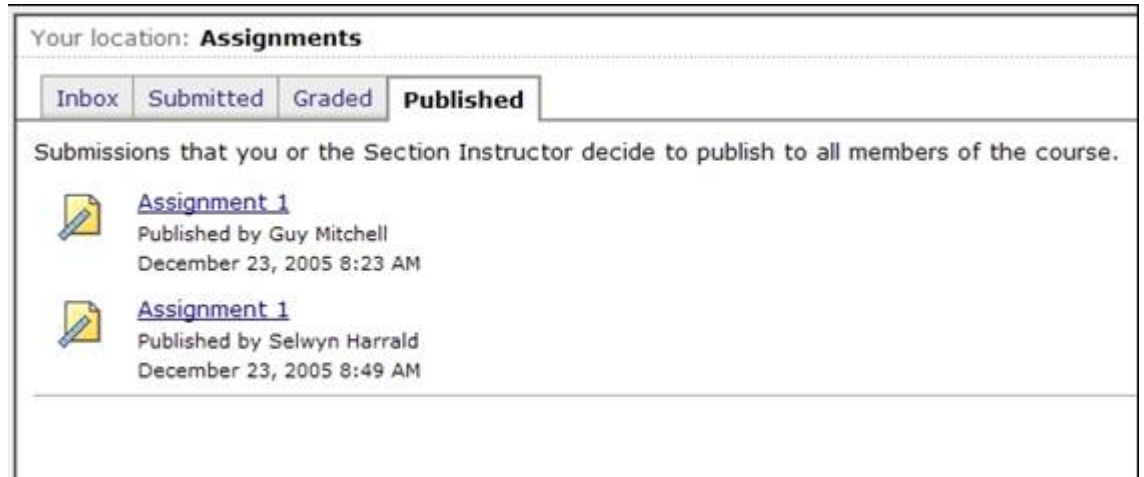 Your location: Assignments
Inbox Submitted Graded Published
Submissions that you or the Section Instructor decide to publish to all members of the course.
Assignment 1
Published by Guy Mitchell
December 23, 2005 8:23 AM
Assignment 1
Published by Selwyn Harrald
December 23, 2005 8:49 AM